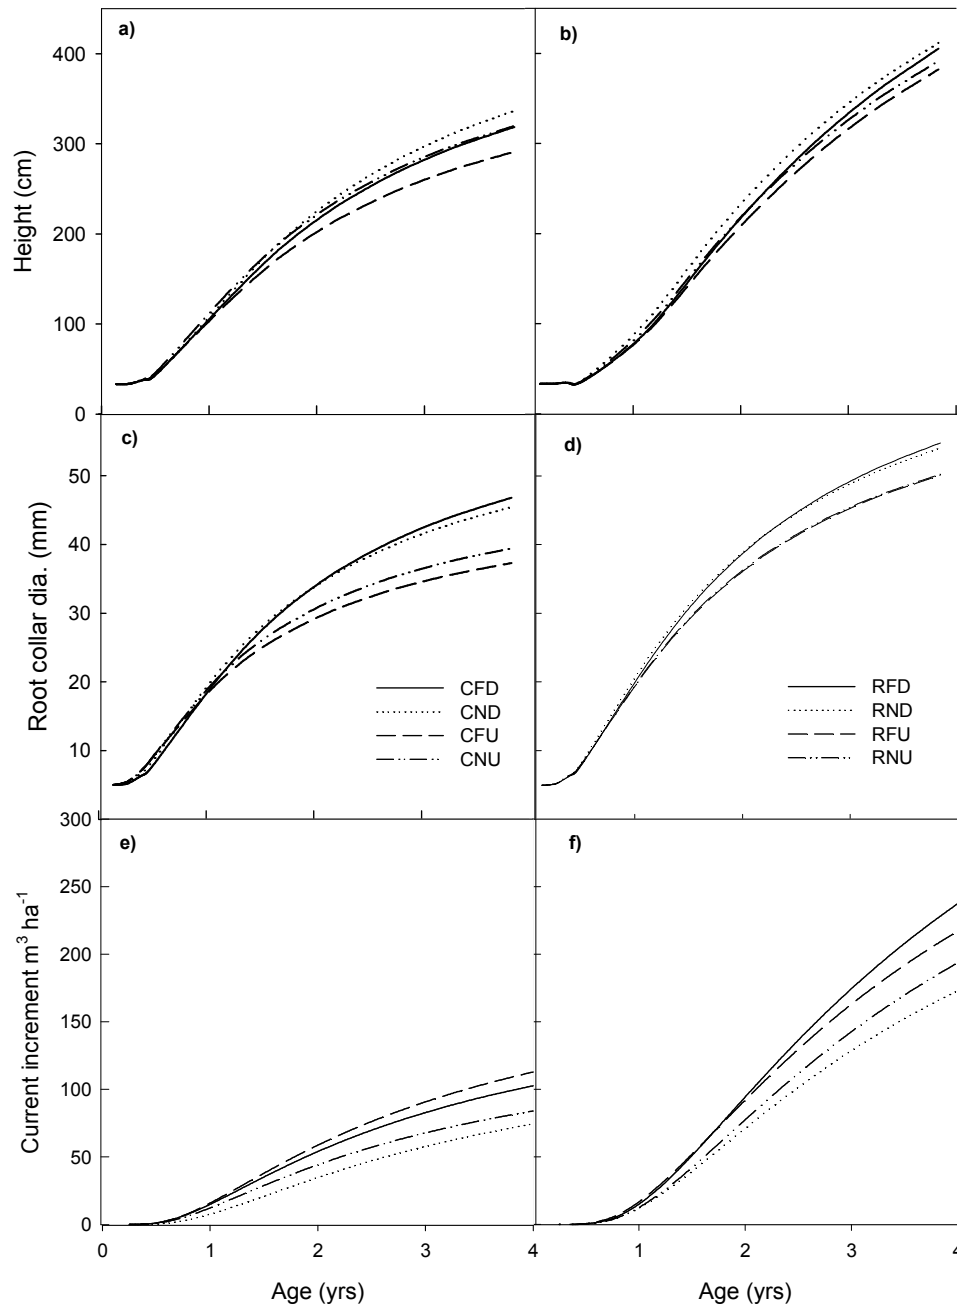 a)
b)
400
300
200
100
0
Height (cm)
c)
d)
50
40
30
20
10
300
Root collar dia. (mm)
CFD
CND
CFU
CNU
RFD
RND
RFU
RNU
e)
f)
250
200
150
100
50
0
Current increment m³ ha⁻¹
0 1 2 3 4 1 2 3 4
Age (yrs) Age (yrs)